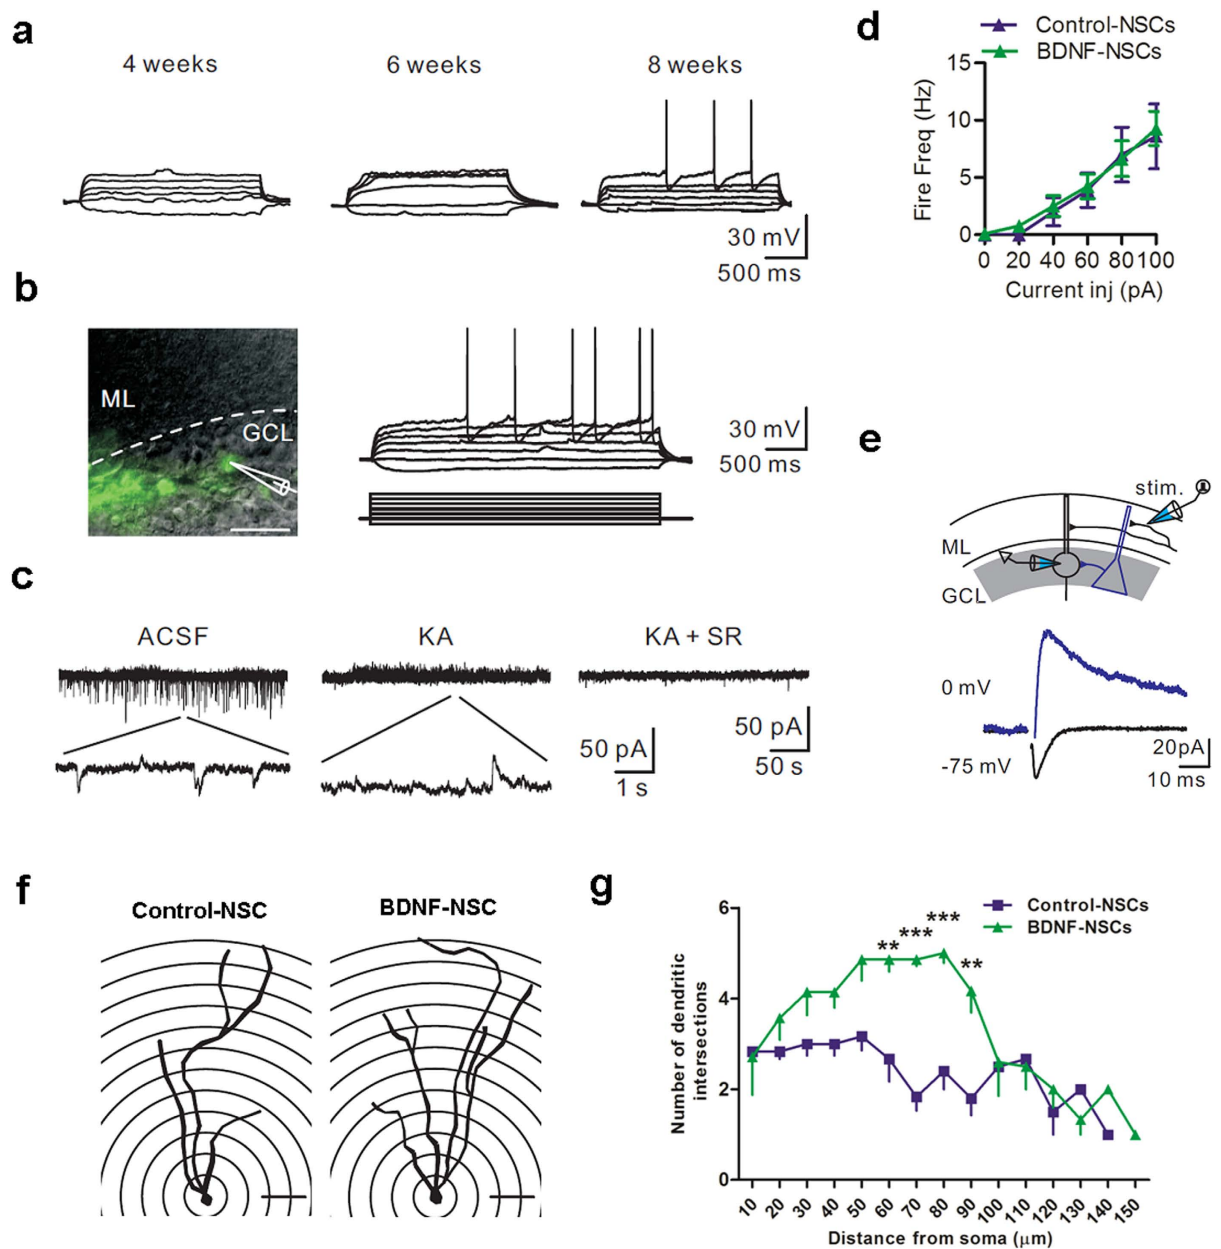 a
4 weeks
6 weeks
8 weeks
30 mV
500 ms
b
ML
GCL
30 mV
500 ms
c
ACSF
KA
KA + SR
50 pA
1 s
50 pA
50 s
d
Control-NSCs
BDNF-NSCs
15
10
5
0
Fire Freq (Hz)
0 20 40 60 80 100
Current inj (pA)
e
stim.
ML
GCL
0 mV
-75 mV
20pA
10 ms
f
Control-NSC
BDNF-NSC
g
Control-NSCs
BDNF-NSCs
6
4
2
0
Number of dendritic
intersections
**
***
***
**
10 20 30 40 50 60 70 80 90 100 110 120 130 140 150
Distance from soma (μm)